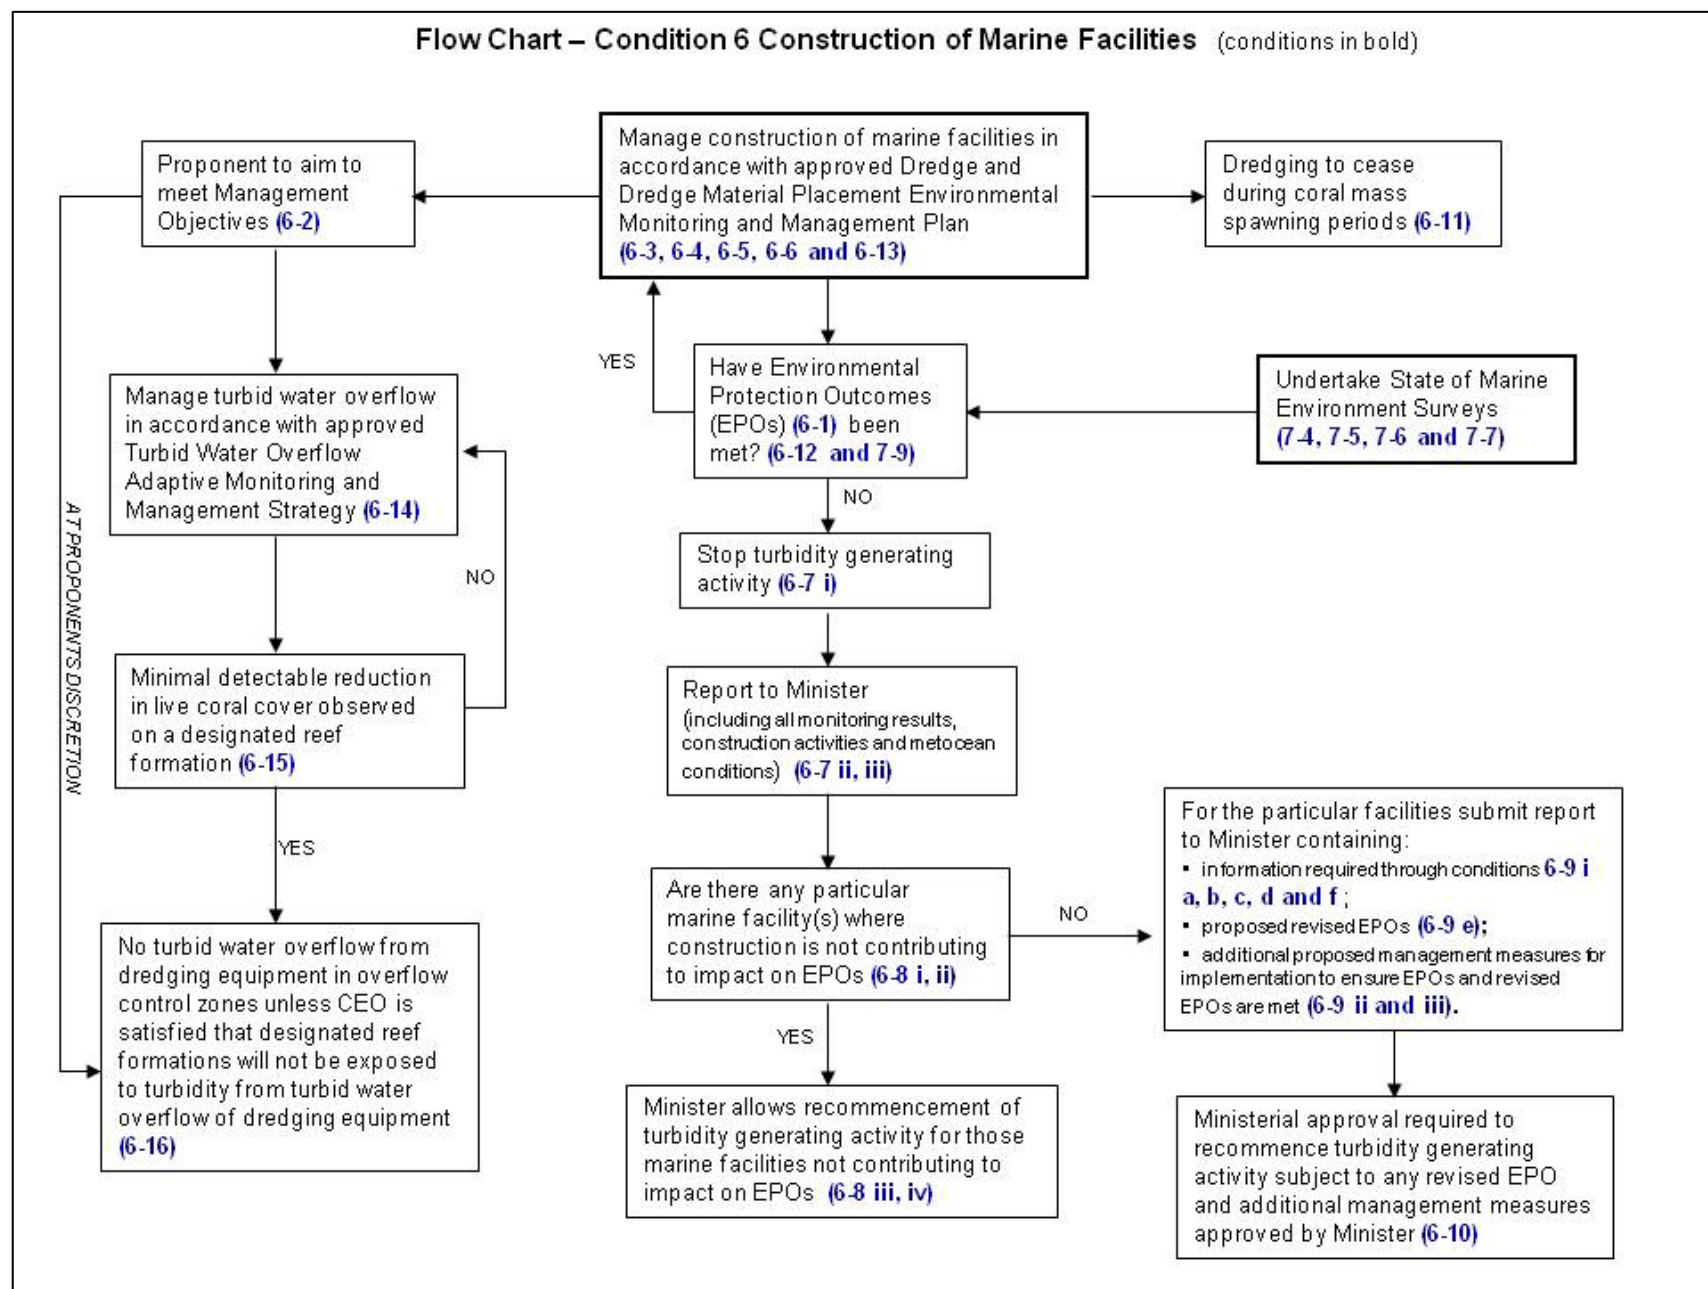 Flow Chart – Condition 6 Construction of Marine Facilities (conditions in bold)
Proponent to aim to
meet Management
Objectives (6-2)
Manage construction of marine facilities in
accordance with approved Dredge and
Dredge Material Placement Environmental
Monitoring and Management Plan
(6-3, 6-4, 6-5, 6-6 and 6-13)
Dredging to cease
during coral mass
spawning periods (6-11)
YES
Have Environmental
Protection Outcomes
(EPOs) (6-1) been
met? (6-12 and 7-9)
Undertake State of Marine
Environment Surveys
(7-4, 7-5, 7-6 and 7-7)
Manage turbid water overflow
in accordance with approved
Turbid Water Overflow
Adaptive Monitoring and
Management Strategy (6-14)
NO
AT PROPONENTS DISCRETION
NO
Stop turbidity generating
activity (6-7 i)
Minimal detectable reduction
in live coral cover observed
on a designated reef
formation (6-15)
Report to Minister
(including all monitoring results,
construction activities and metocean
conditions) (6-7 ii, iii)
YES
Are there any particular
marine facility(s) where
construction is not contributing
to impact on EPOs (6-8 i, ii)
NO
For the particular facilities submit report
to Minister containing:
▪ information required through conditions 6-9 i
a, b, c, d and f ;
▪ proposed revised EPOs (6-9 e);
▪ additional proposed management measures for
implementation to ensure EPOs and revised
EPOs are met (6-9 ii and iii).
No turbid water overflow from
dredging equipment in overflow
control zones unless CEO is
satisfied that designated reef
formations will not be exposed
to turbidity from turbid water
overflow of dredging equipment
(6-16)
YES
Minister allows recommencement of
turbidity generating activity for those
marine facilities not contributing to
impact on EPOs (6-8 iii, iv)
Ministerial approval required to
recommence turbidity generating
activity subject to any revised EPO
and additional management measures
approved by Minister (6-10)